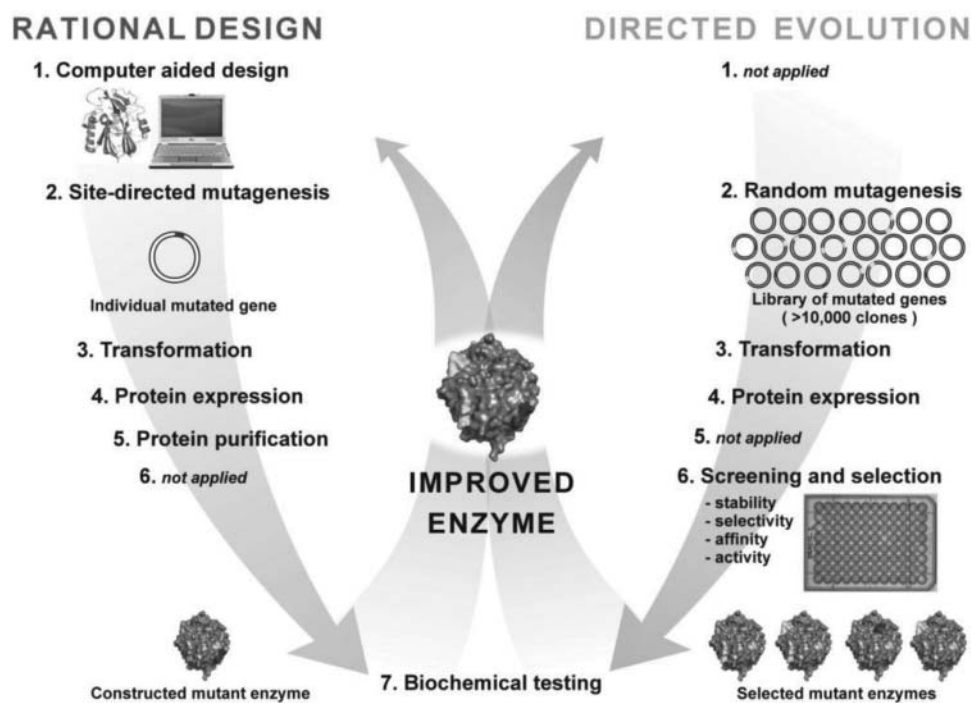 RATIONAL DESIGN
1. Computer aided design
2. Site-directed mutagenesis
Individual mutated gene
3. Transformation
4. Protein expression
5. Protein purification
6. not applied
Constructed mutant enzyme
IMPROVED
ENZYME
7. Biochemical testing
DIRECTED EVOLUTION
1. not applied
2. Random mutagenesis
Library of mutated genes
( >10,000 clones )
3. Transformation
4. Protein expression
5. not applied
6. Screening and selection
- stability
- selectivity
- affinity
- activity
Selected mutant enzymes